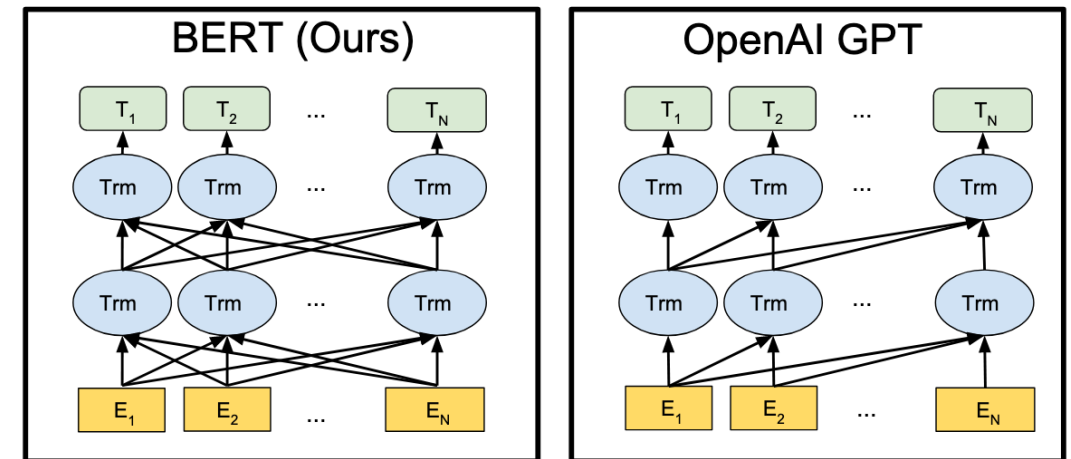 BERT (Ours)
T1 T2 ... TN
Trm Trm ... Trm
Trm Trm ... Trm
E1 E2 ... EN
OpenAI GPT
T1 T2 ... TN
Trm Trm ... Trm
Trm Trm ... Trm
E1 E2 ... EN